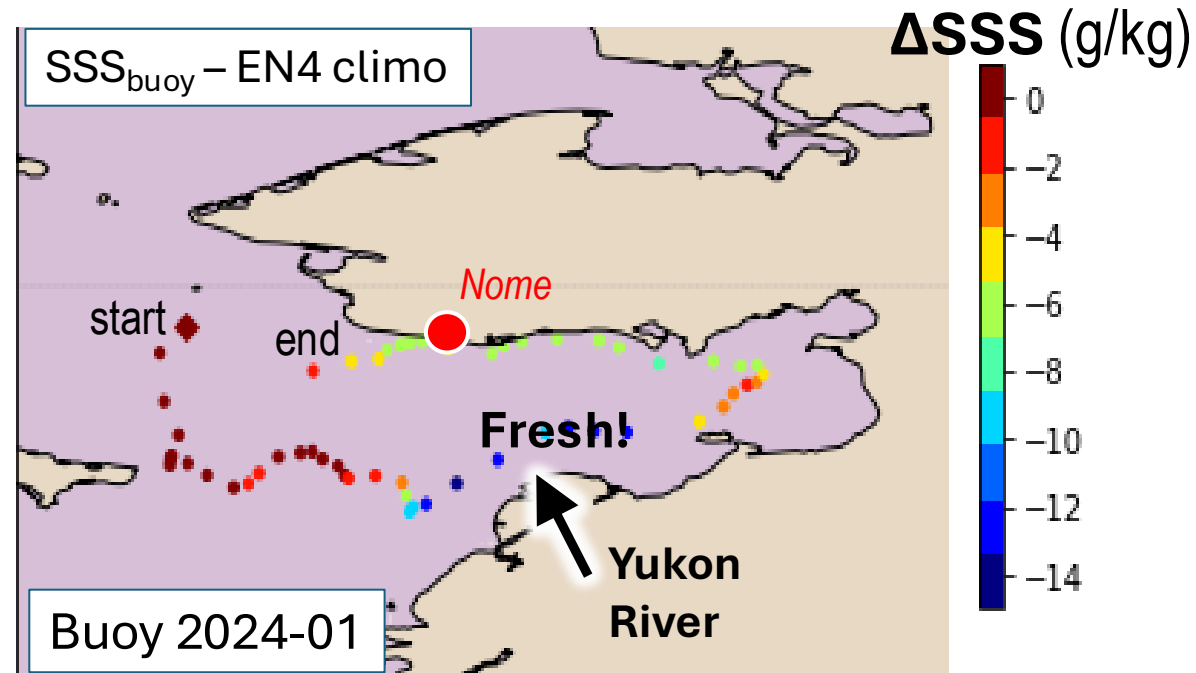 ΔSSS (g/kg)
SSSbuoy – EN4 climo
0
−2
−4
−6
−8
−10
−12
−14
Nome
start
end
Fresh!
Yukon
River
Buoy 2024-01